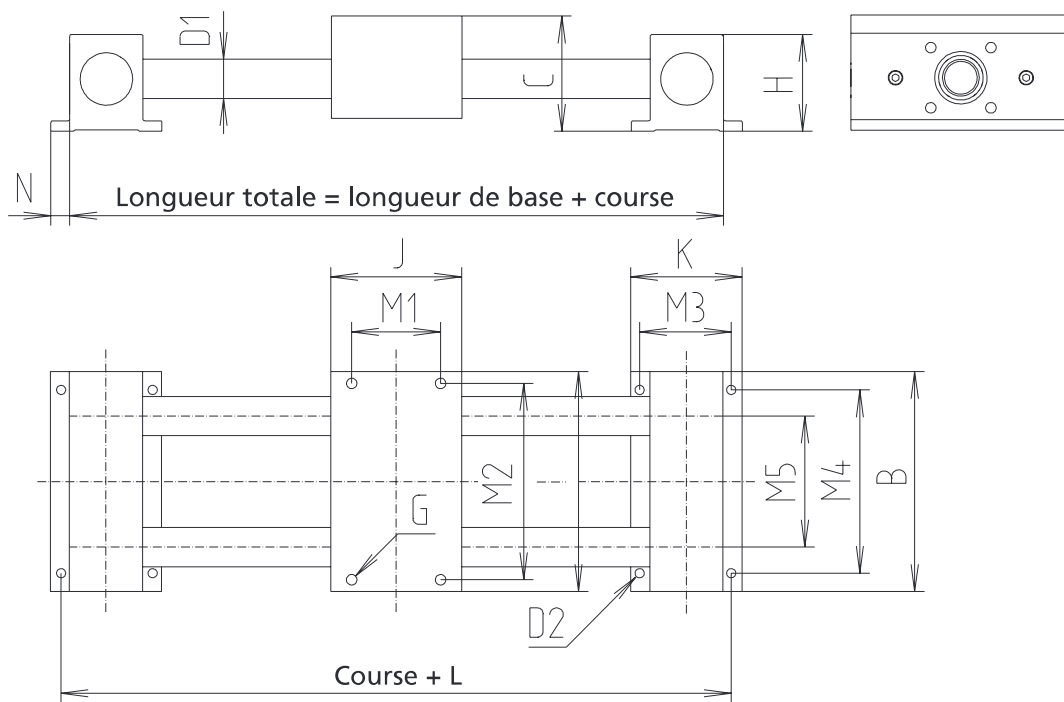 D1
C
H
N
Longueur totale = longueur de base + course
J
K
M1
M3
M2
M5
M4
B
G
D2
Course + L